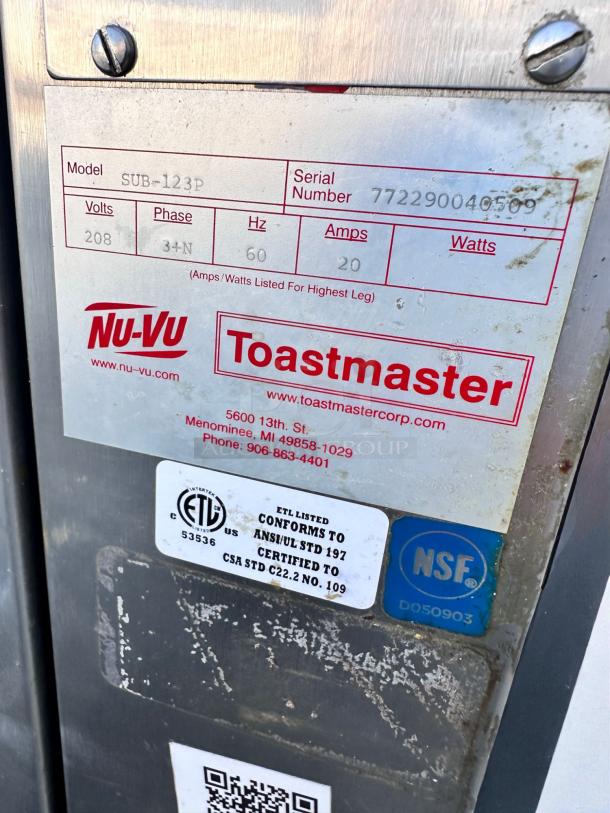 Model SUB-123P
Serial Number 772290040509
Volts Phase Hz Amps Watts
208 3+N 60 20
(Amps/Watts Listed For Highest Leg)
NU-VU
www.nu-vu.com
Toastmaster
www.toastmastercorp.com
5600 13th. St.
Menominee, MI 49858-1029
Phone: 906-863-4401
INTERTEK
ETL
LISTED
C US
53536
ETL LISTED
CONFORMS TO
ANSI/UL STD 197
CERTIFIED TO
CSA STD C22.2 NO. 109
NSF®
D050903